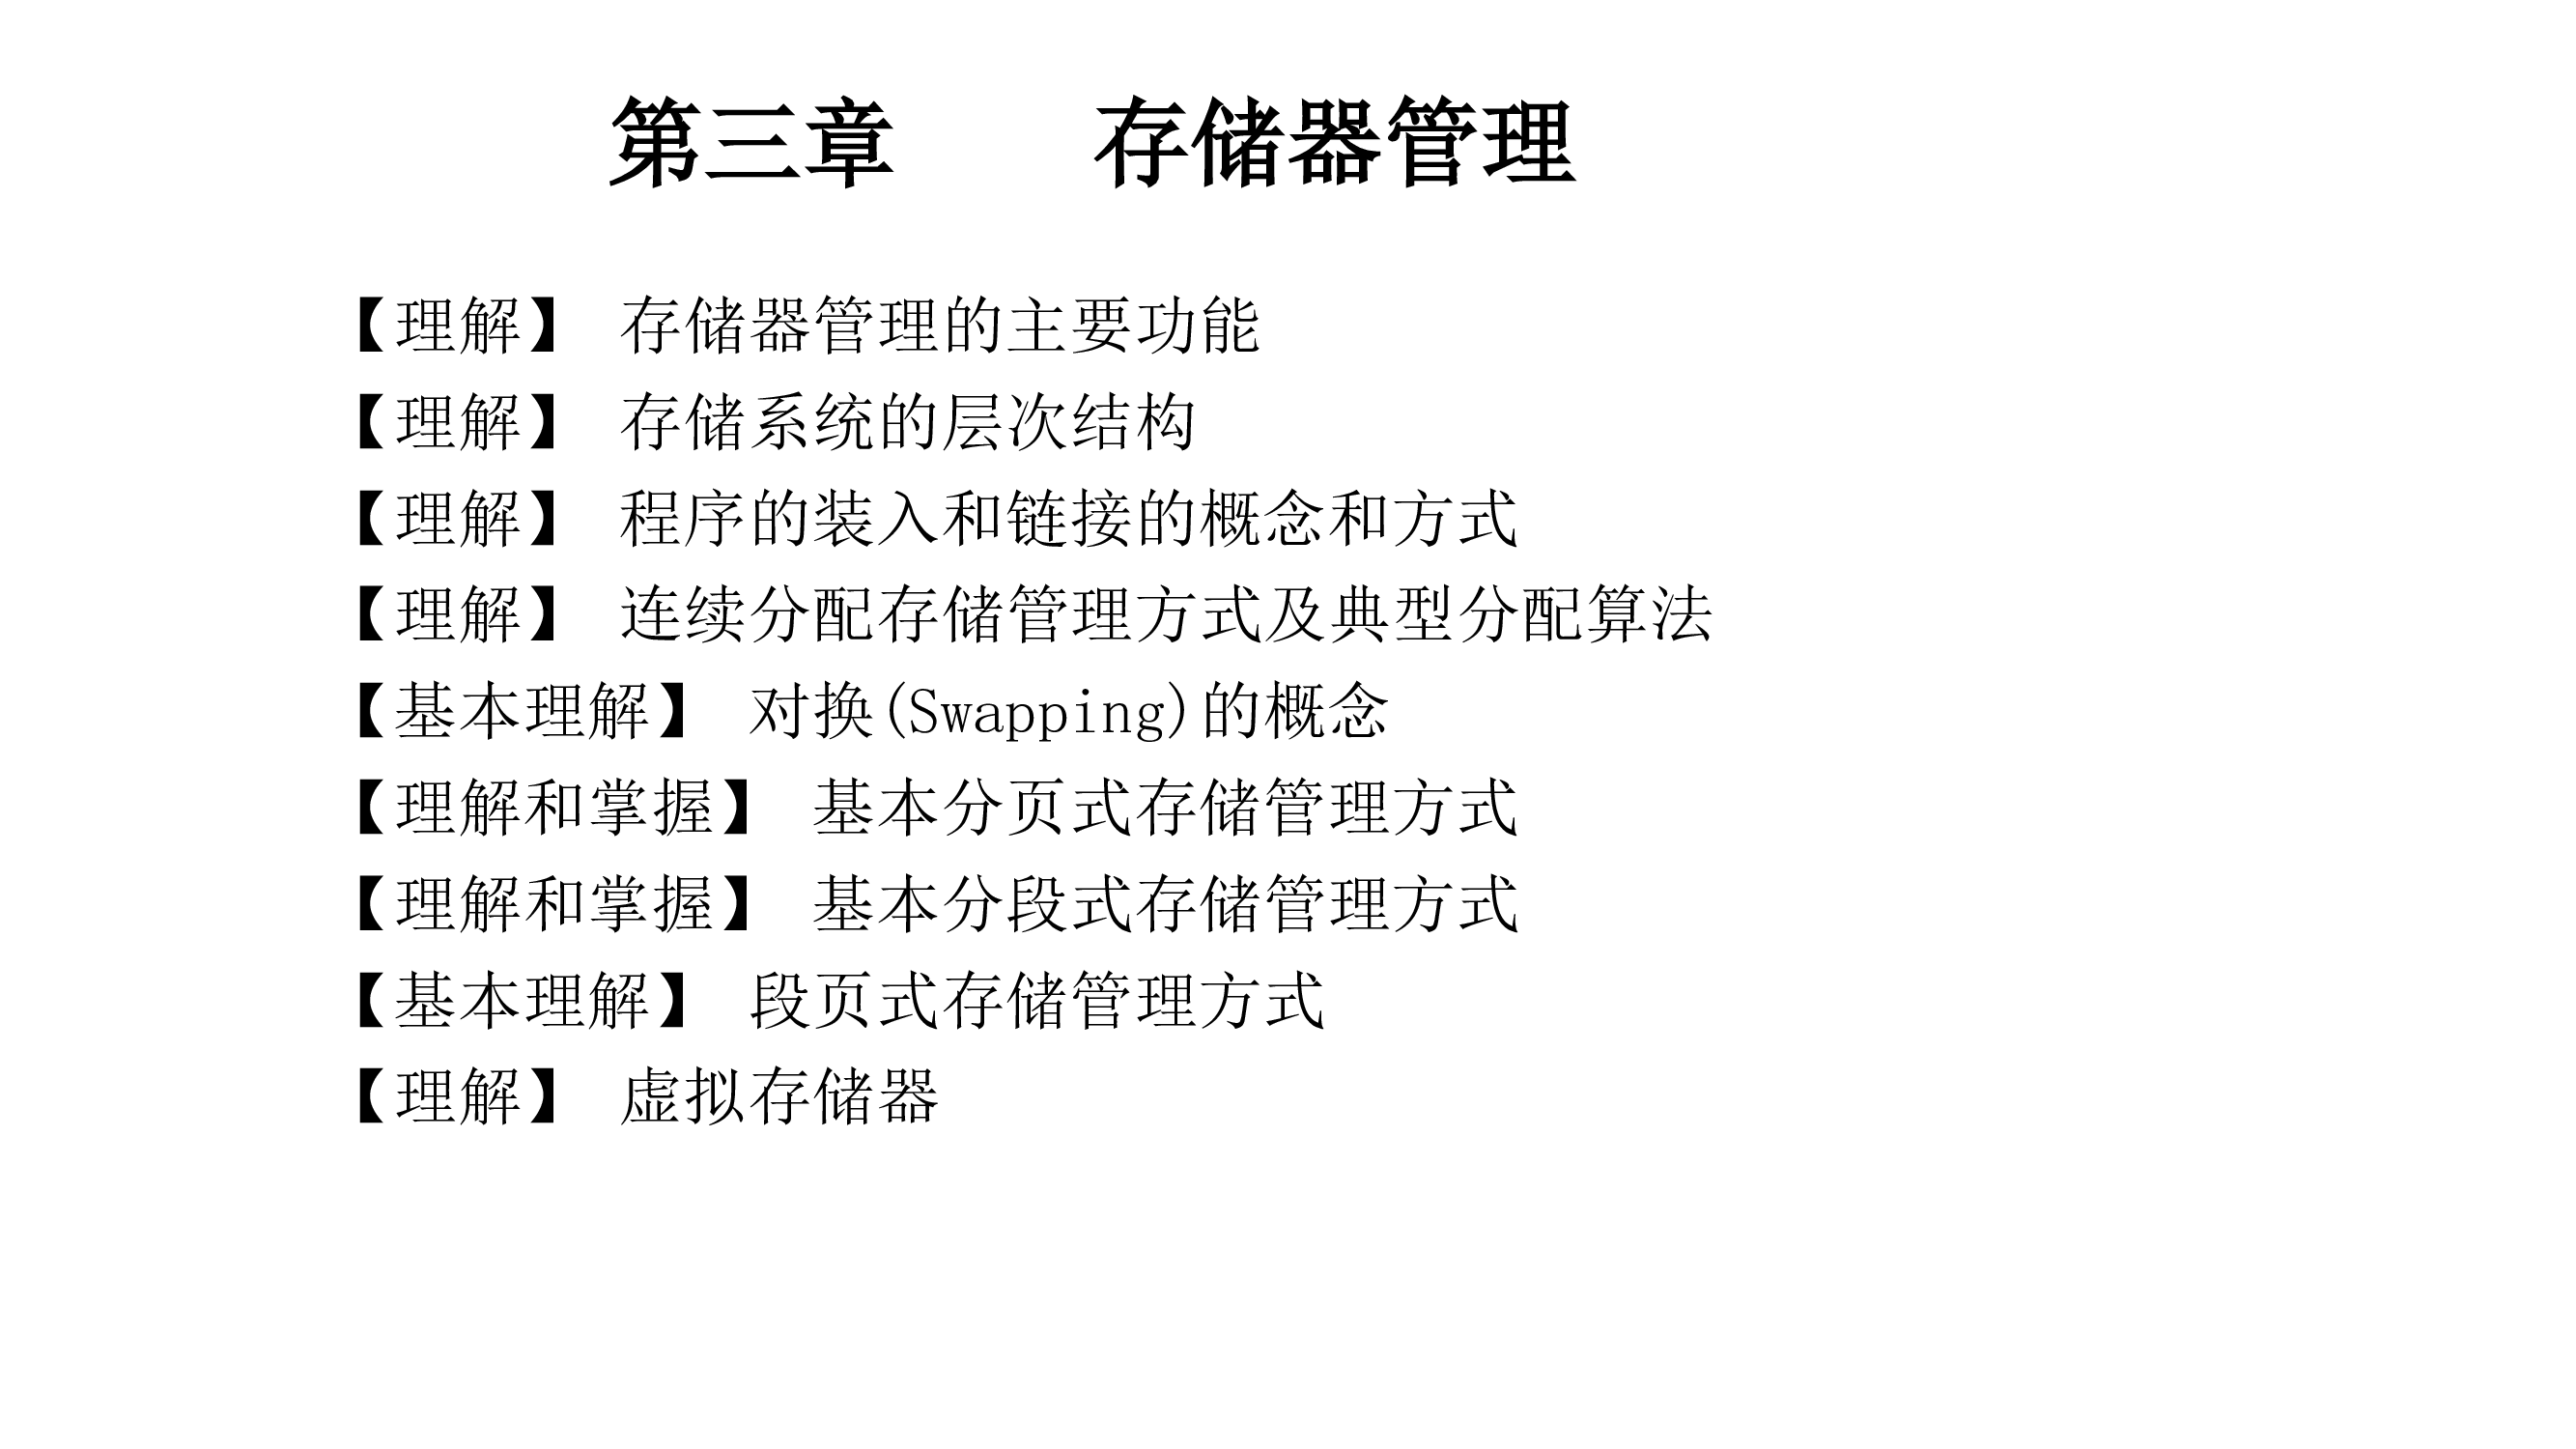 第三章  存储器管理
【理解】 存储器管理的主要功能
【理解】 存储系统的层次结构
【理解】 程序的装入和链接的概念和方式
【理解】 连续分配存储管理方式及典型分配算法
【基本理解】 对换(Swapping)的概念
【理解和掌握】 基本分页式存储管理方式
【理解和掌握】 基本分段式存储管理方式
【基本理解】 段页式存储管理方式
【理解】 虚拟存储器